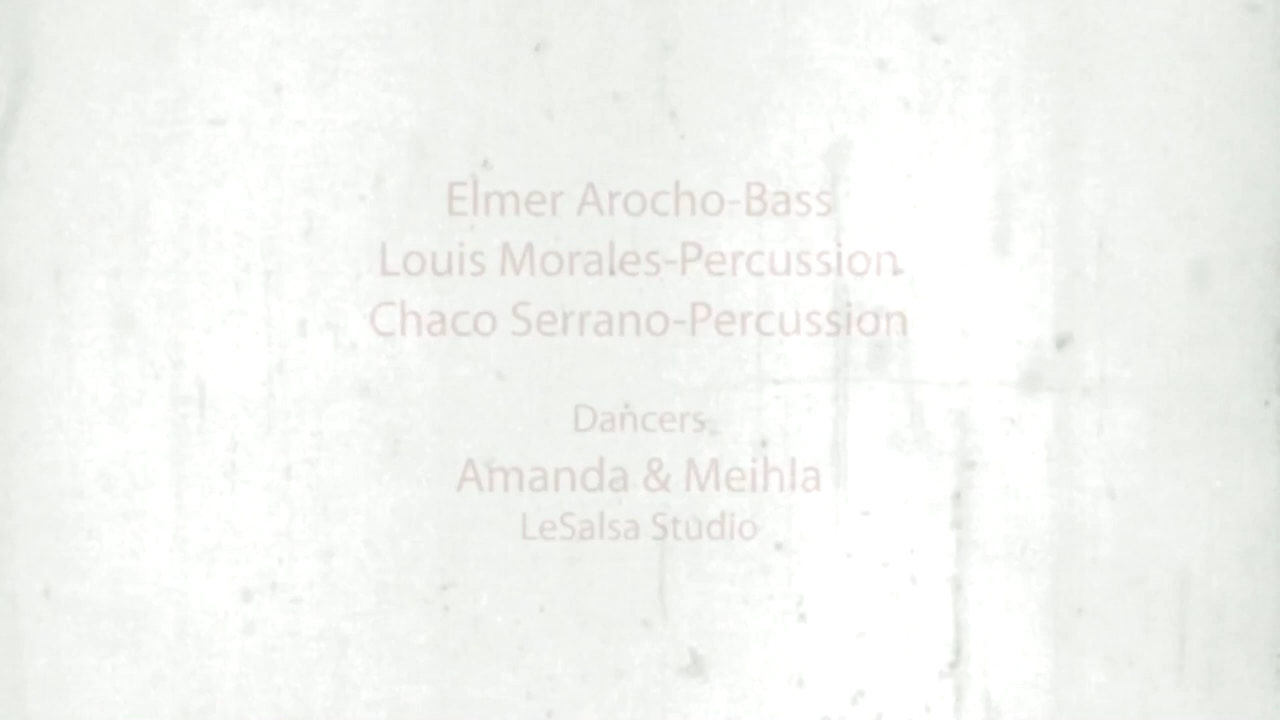 Elmer Arocho-Bass
Louis Morales-Percussion
Chaco Serrano-Percussion
Dancers
Amanda & Meihla
LeSalsa Studio